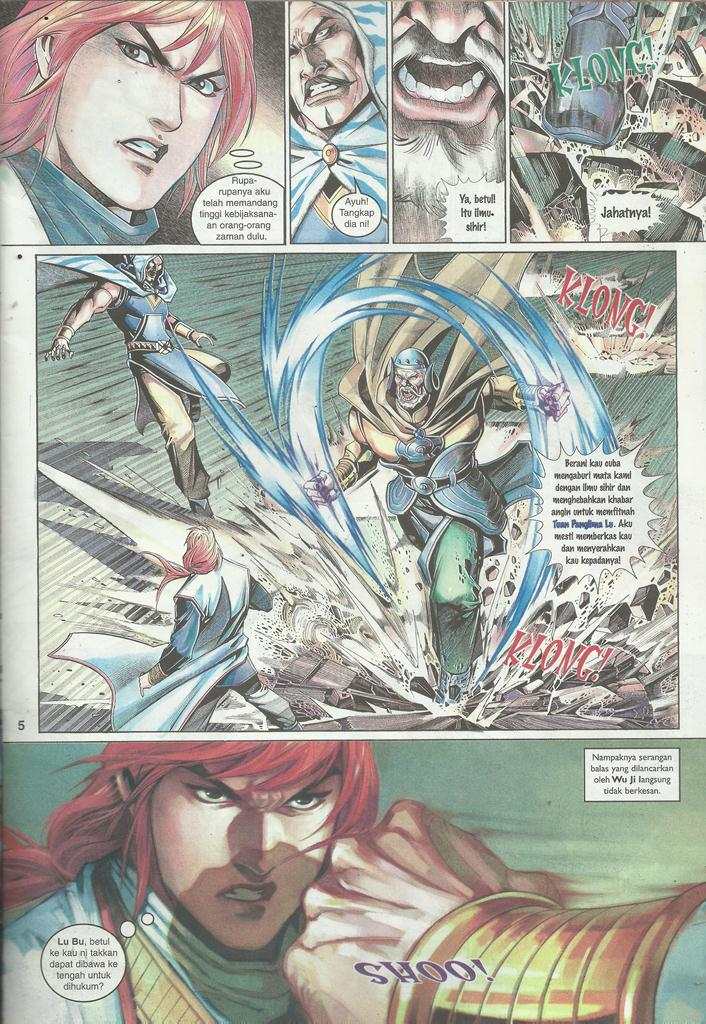 Rupa-
rupanya aku
telah memandang
tinggi kebijaksana-
an orang-orang
zaman dulu.
Ayuh!
Tangkap
dia ni!
Ya, betul!
Itu ilmu-
sihir!
KLONG!
Jahatnya!
KLONG!
Berani kau cuba
mengaburi mata kami
dengan ilmu sihir dan
menghebahkan khabar
angin untuk memfitnah
Tuan Panglima Lu. Aku
mesti memberkas kau
dan menyerahkan
kau kepadanya!
KLONG!
5
Nampaknya serangan
balas yang dilancarkan
oleh Wu Ji langsung
tidak berkesan.
Lu Bu, betul
ke kau ni takkan
dapat dibawa ke
tengah untuk
dihukum?
SHOO!